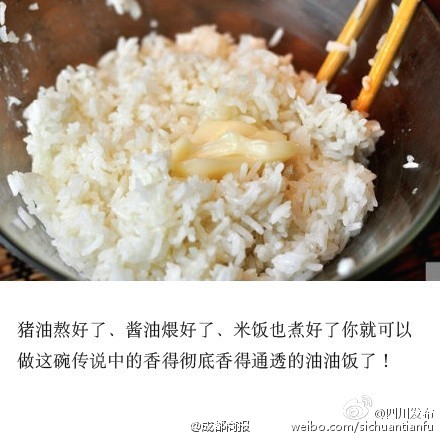 猪油熬好了、酱油煨好了、米饭也煮好了你就可以
做这碗传说中的香得彻底香得通透的油油饭了！
@成都商报
@四川发布
weibo.com/sichuantianfu